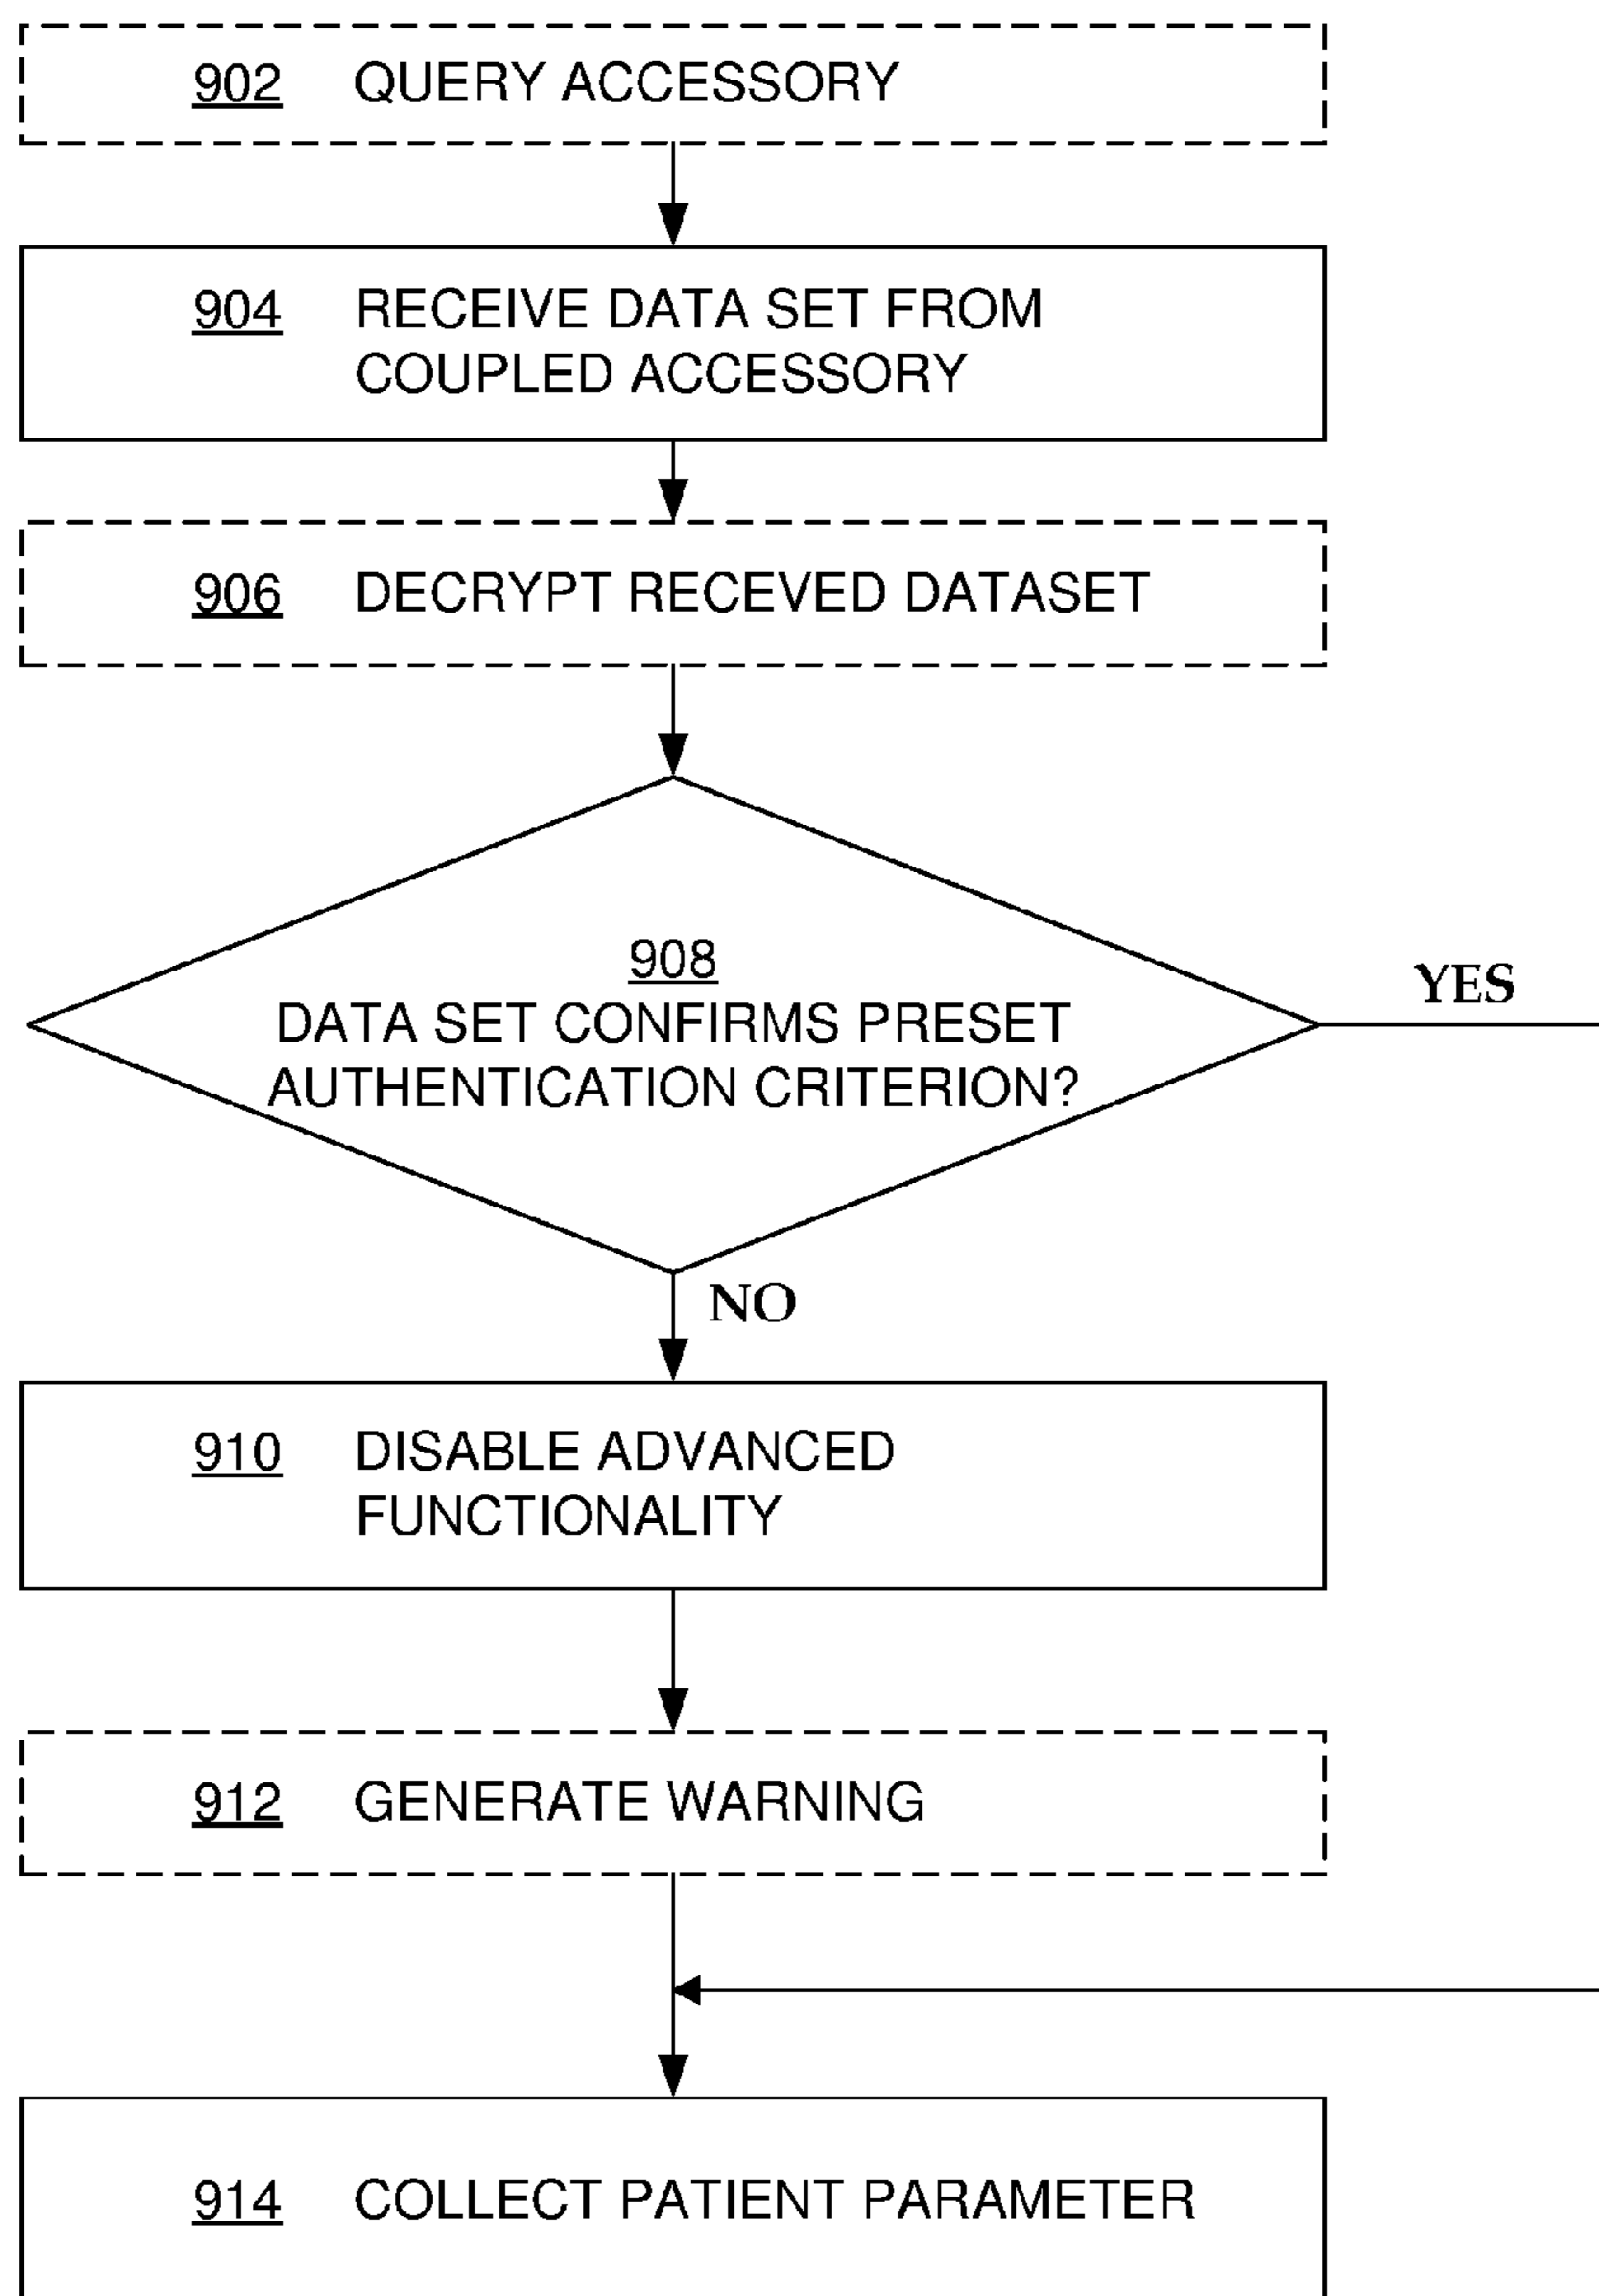 902 QUERY ACCESSORY
904 RECEIVE DATA SET FROM
COUPLED ACCESSORY
906 DECRYPT RECEVED DATASET
908
DATA SET CONFIRMS PRESET
AUTHENTICATION CRITERION?
YES
NO
910 DISABLE ADVANCED
FUNCTIONALITY
912 GENERATE WARNING
914 COLLECT PATIENT PARAMETER